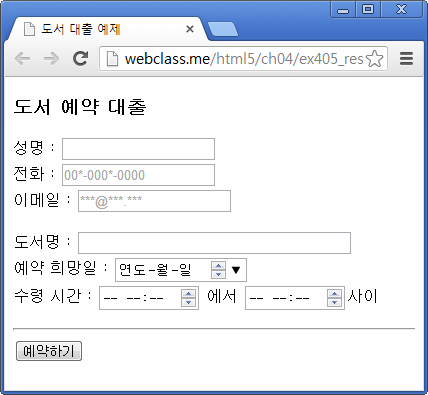 도서 대출 예제
webclass.me/html5/ch04/ex405_res
도서 예약 대출
성명 :
전화 : 00*-000*-0000
이메일 : ***@***.***
도서명 :
예약 희망일 : 연도-월-일
수령 시간 : -- --:-- 에서 -- --:-- 사이
예약하기